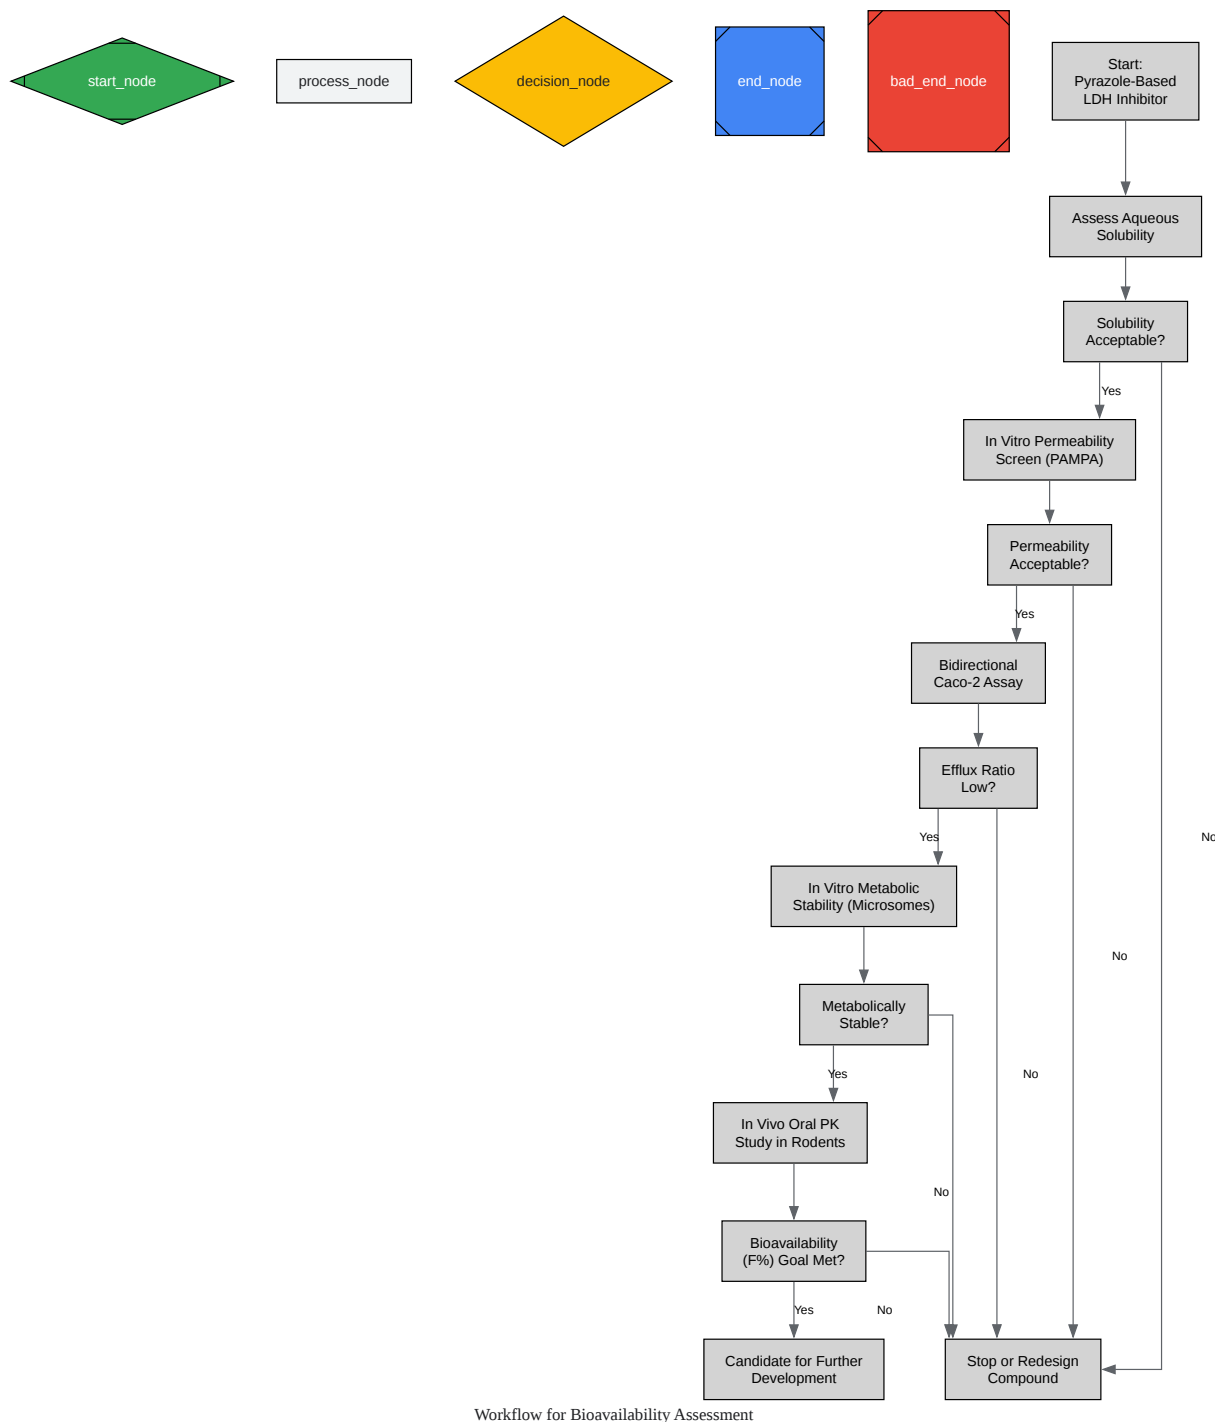 start_node
process_node
decision_node
end_node
bad_end_node
Start:
Pyrazole-Based
LDH Inhibitor
Assess Aqueous
Solubility
Solubility
Acceptable?
Yes
In Vitro Permeability
Screen (PAMPA)
Permeability
Acceptable?
Yes
Bidirectional
Caco-2 Assay
Efflux Ratio
Low?
Yes
No
In Vitro Metabolic
Stability (Microsomes)
No
Metabolically
Stable?
Yes
No
In Vivo Oral PK
Study in Rodents
No
Bioavailability
(F%) Goal Met?
Yes
No
Candidate for Further
Development
Stop or Redesign
Compound
Workflow for Bioavailability Assessment